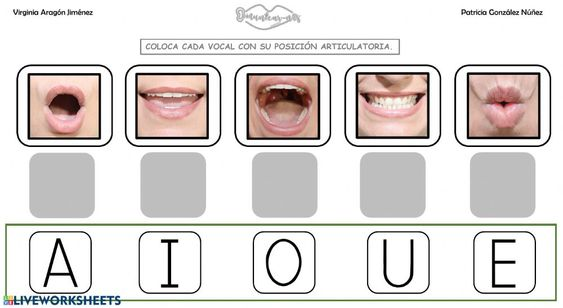 Virginia Aragón Jiménez
Patricia González Núñez
COLOCA CADA VOCAL CON SU POSICIÓN ARTICULATORIA.
A I O U E
LIVEWORKSHEETS